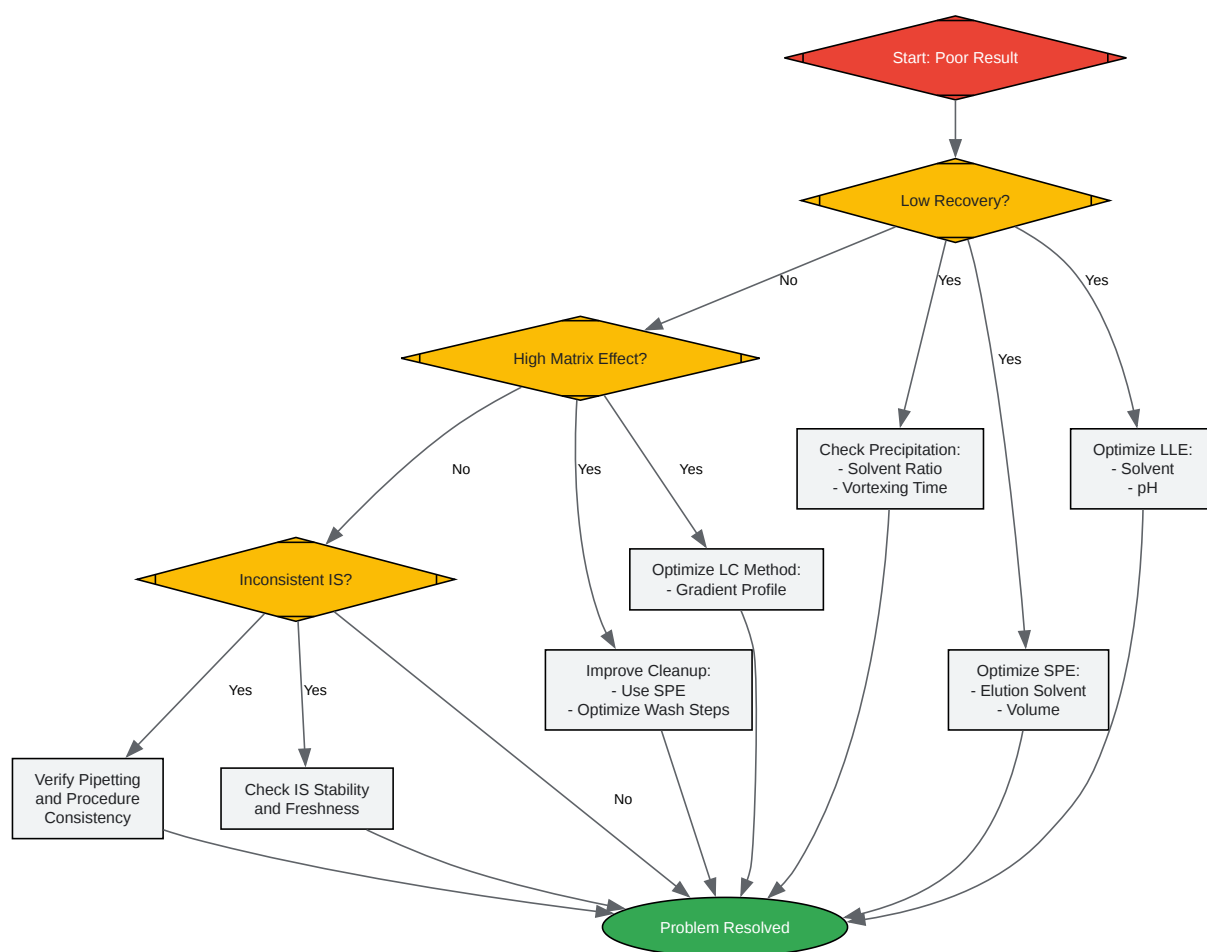 Start: Poor Result
Low Recovery?
No
Yes
Yes
Yes
High Matrix Effect?
Check Precipitation:
- Solvent Ratio
- Vortexing Time
Optimize LLE:
- Solvent
- pH
No
Yes
Yes
Inconsistent IS?
Optimize LC Method:
- Gradient Profile
Improve Cleanup:
- Use SPE
- Optimize Wash Steps
Optimize SPE:
- Elution Solvent
- Volume
Yes
Yes
No
Verify Pipetting
and Procedure
Consistency
Check IS Stability
and Freshness
Problem Resolved